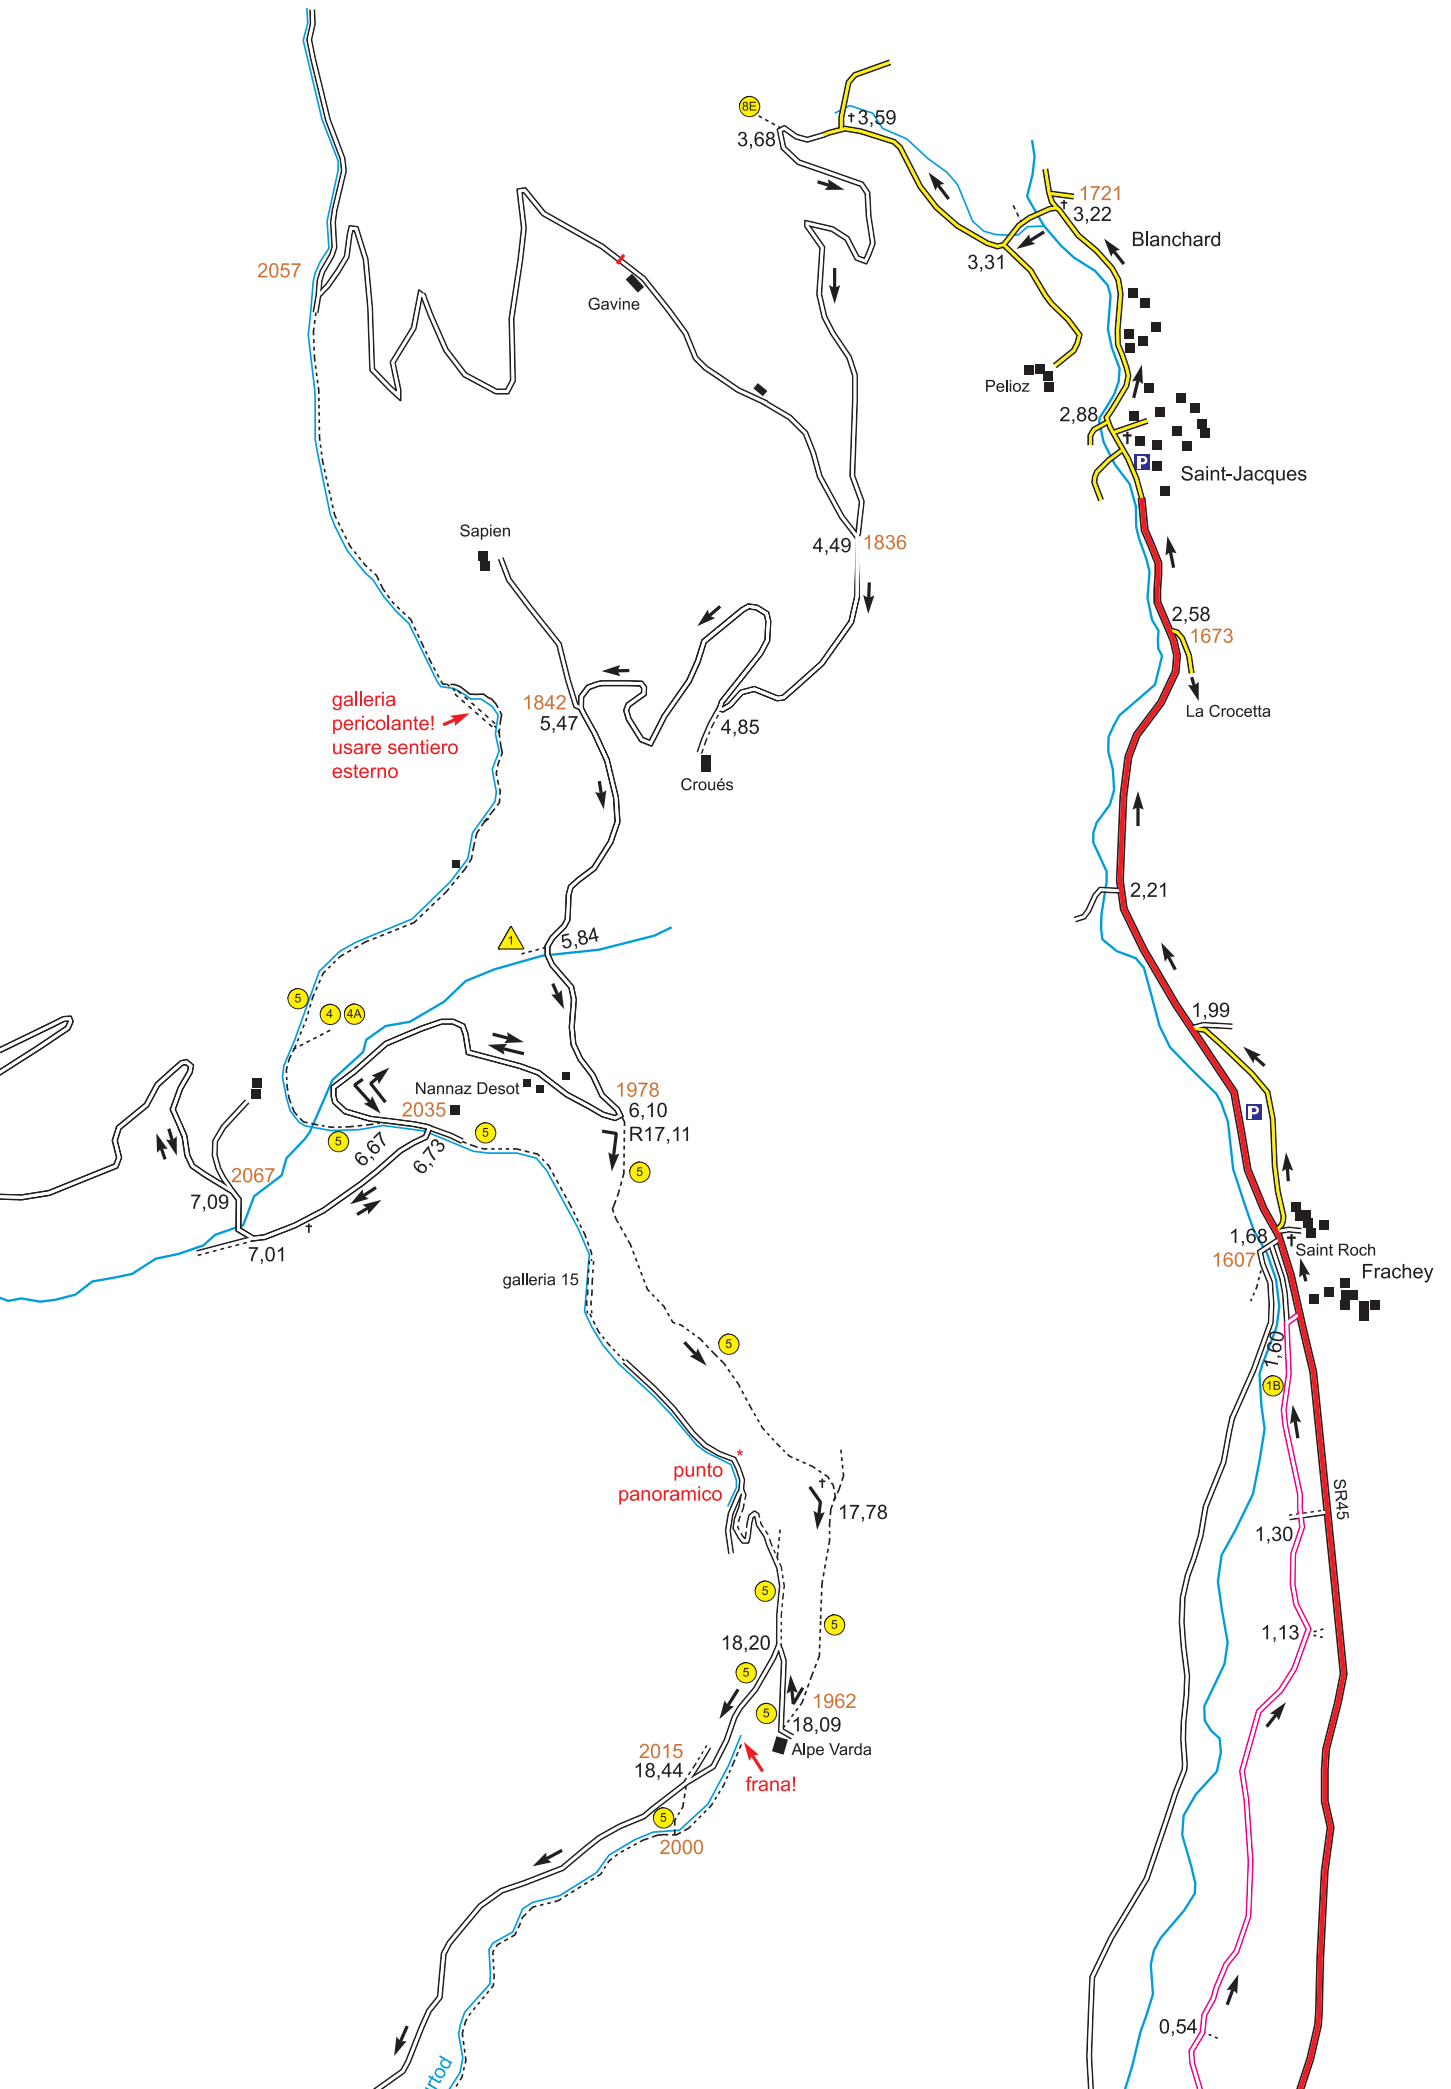 8E
3,68
3,59
1721
3,22
Blanchard
3,31
2057
Gavine
Pelioz
2,88
P
Saint-Jacques
Sapien
4,49
1836
2,58
1673
La Crocetta
galleria
pericolante!
usare sentiero
esterno
1842
5,47
4,85
Croués
2,21
1
5,84
5
4
4A
1,99
Nannaz Desot
1978
6,10
R17,11
2035
P
5
5
6,67
6,73
5
2067
7,09
7,01
1,68
1607
Saint Roch
Frachey
galleria 15
5
1,60
1B
punto
panoramico
*
17,78
SR45
1,30
5
5
1,13
18,20
5
5
1962
18,09
Alpe Varda
2015
18,44
frana!
5
2000
0,54
rtod